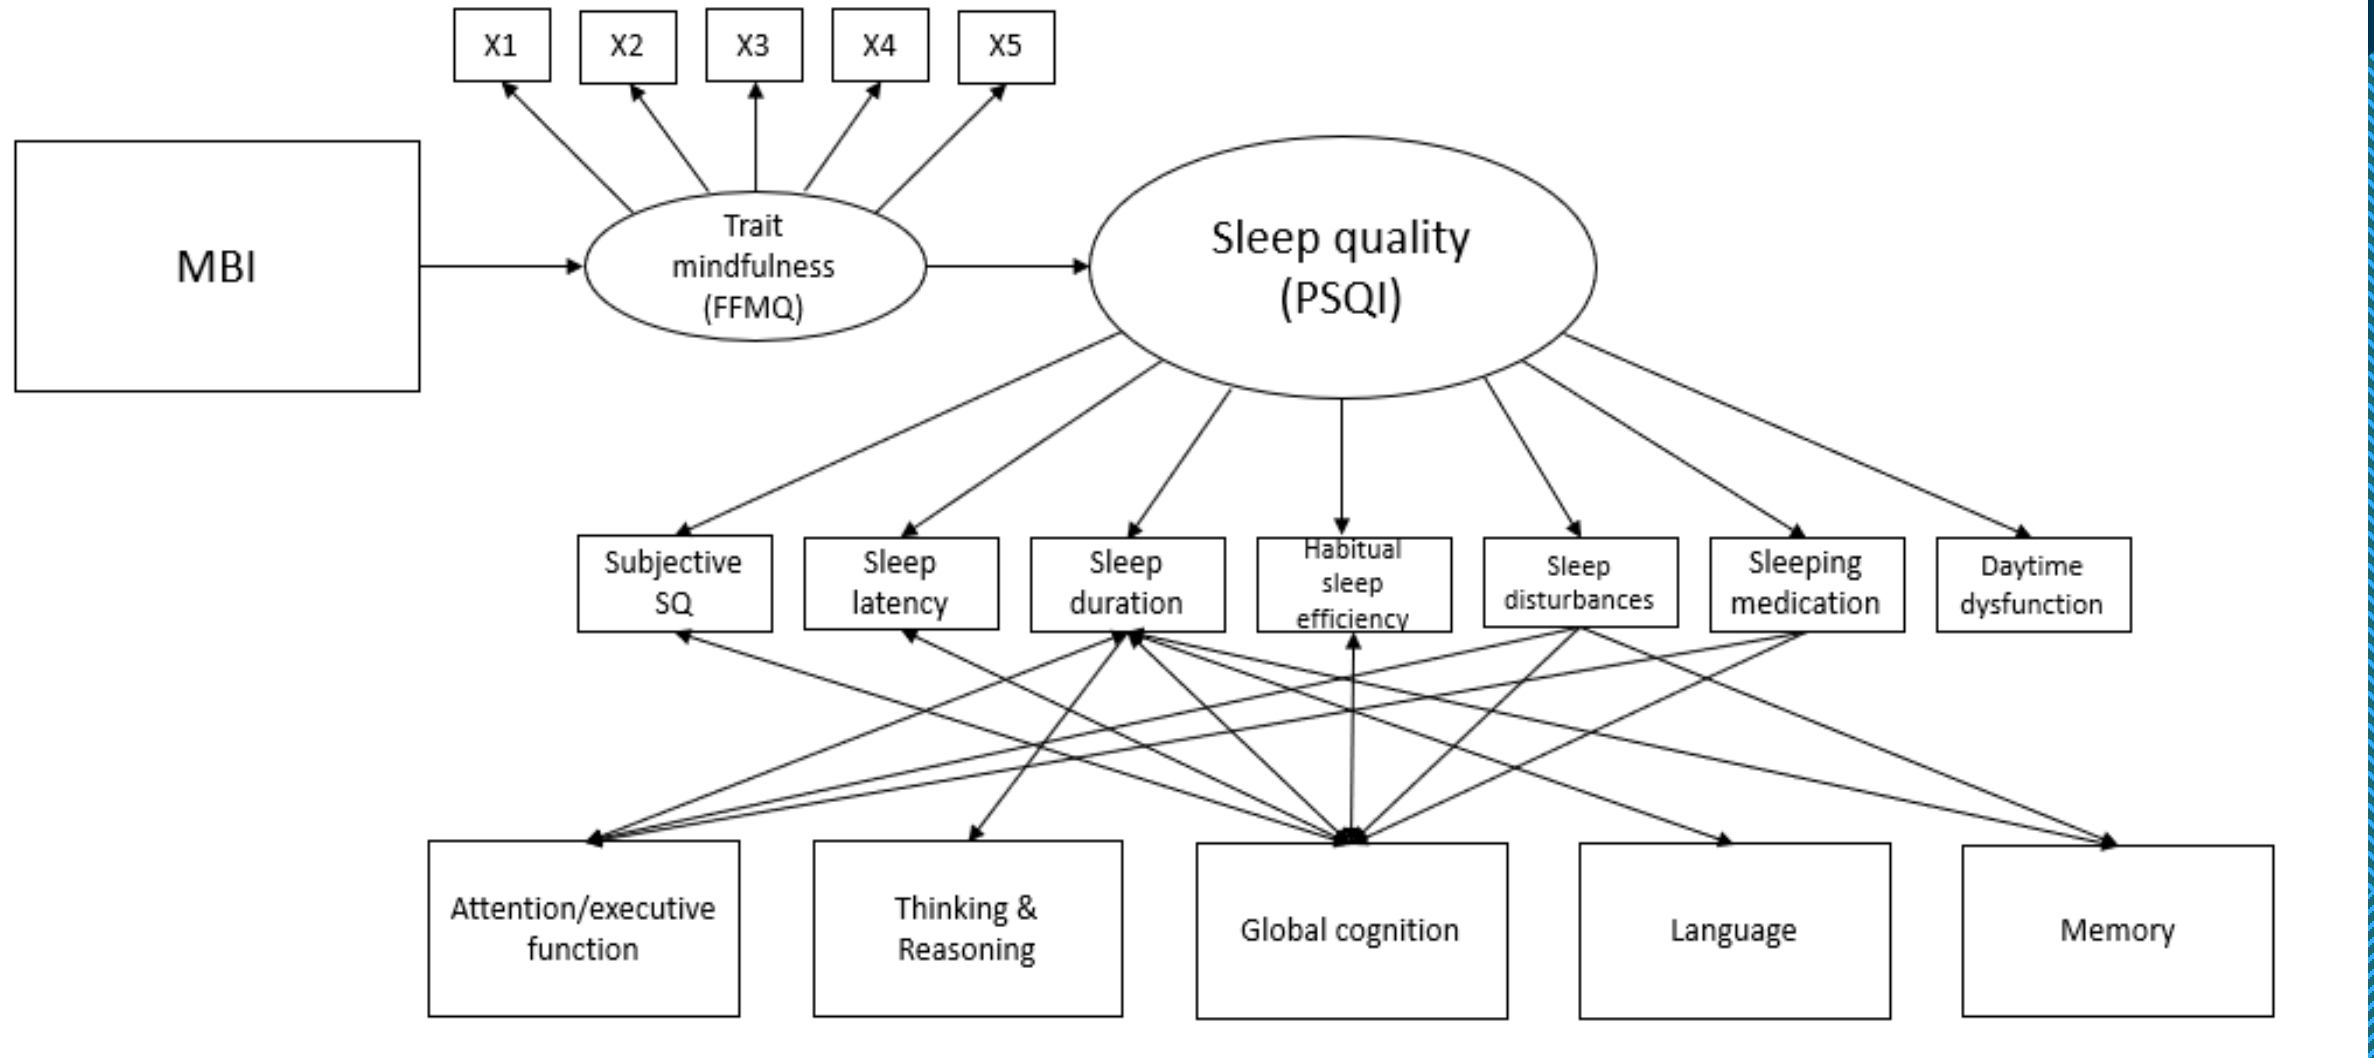 X1
X2
X3
X4
X5
MBI
Trait
mindfulness
(FFMQ)
Sleep quality
(PSQI)
Subjective
SQ
Sleep
latency
Sleep
duration
Habitual
sleep
efficiency
Sleep
disturbances
Sleeping
medication
Daytime
dysfunction
Attention/executive
function
Thinking &
Reasoning
Global cognition
Language
Memory